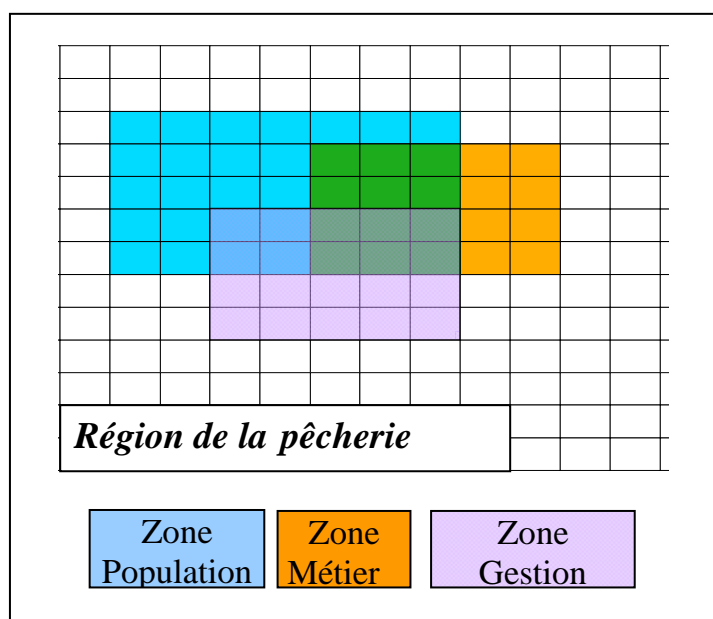 Région de la pêcherie
Zone
Population
Zone
Métier
Zone
Gestion